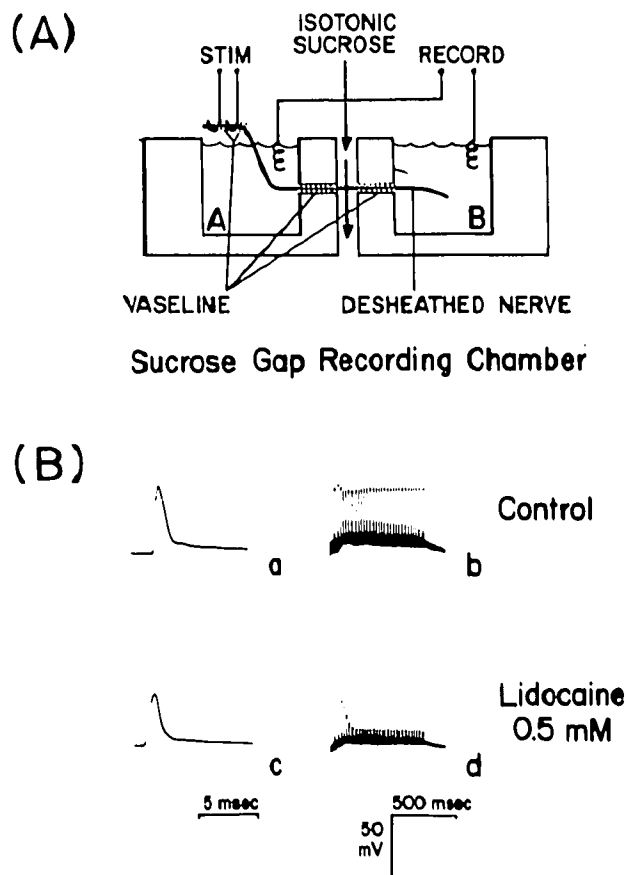 (A)
ISOTONIC
SUCROSE
STIM
RECORD
A
B
VASELINE
DESHEATHED NERVE
Sucrose Gap Recording Chamber
(B)
Control
a
b
Lidocaine
0.5 mM
c
d
5 msec
500 msec
50
mV